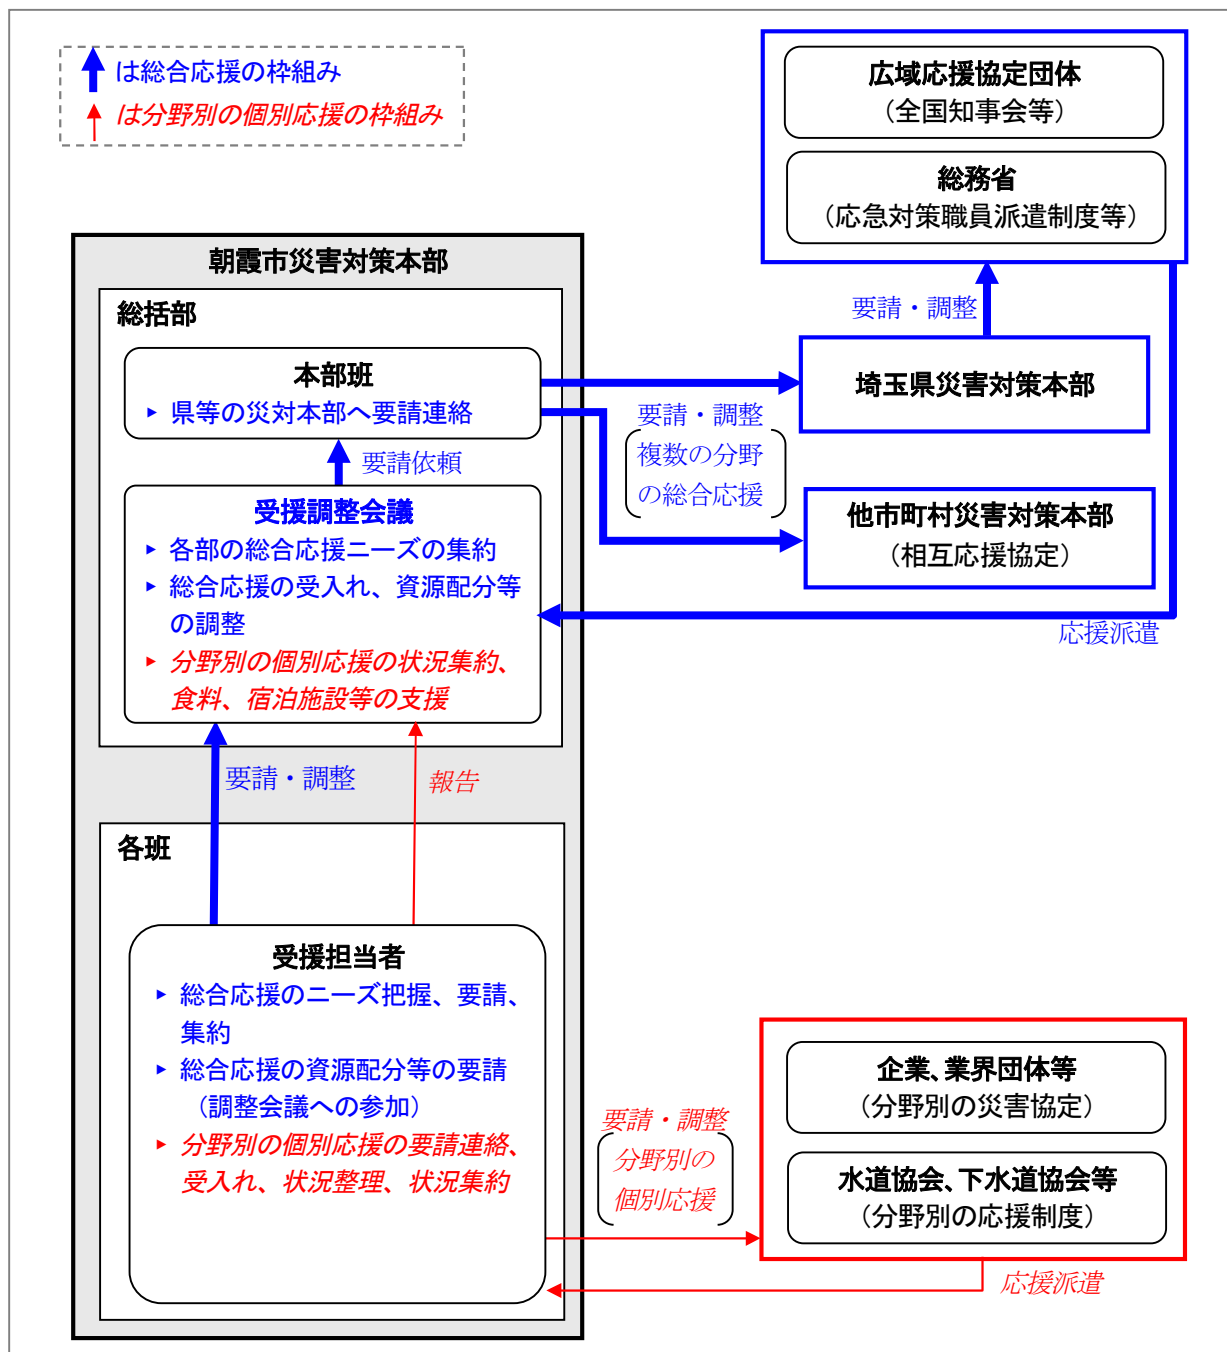 は総合応援の枠組み
は分野別の個別応援の枠組み
広域応援協定団体
（全国知事会等）
総務省
（応急対策職員派遣制度等）
要請・調整
埼玉県災害対策本部
朝霞市災害対策本部
総括部
本部班
▸ 県等の災対本部へ要請連絡
要請・調整
複数の分野
の総合応援
要請依頼
他市町村災害対策本部
（相互応援協定）
応援派遣
受援調整会議
▸ 各部の総合応援ニーズの集約
▸ 総合応援の受入れ、資源配分等
の調整
▸ 分野別の個別応援の状況集約、
食料、宿泊施設等の支援
要請・調整
報告
各班
受援担当者
▸ 総合応援のニーズ把握、要請、
集約
▸ 総合応援の資源配分等の要請
（調整会議への参加）
▸ 分野別の個別応援の要請連絡、
受入れ、状況整理、状況集約
要請・調整
分野別の
個別応援
企業、業界団体等
（分野別の災害協定）
水道協会、下水道協会等
（分野別の応援制度）
応援派遣